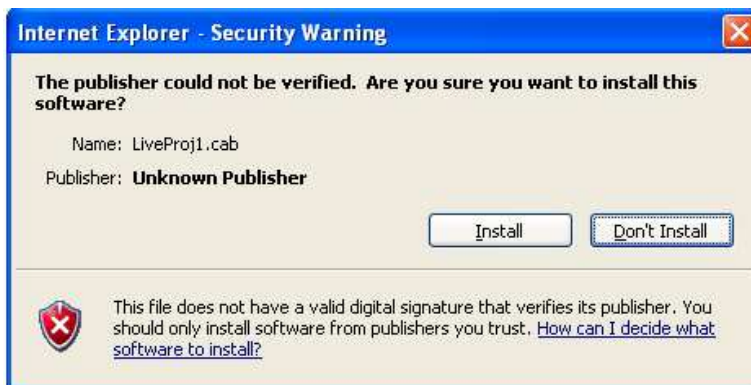 Internet Explorer - Security Warning
The publisher could not be verified.  Are you sure you want to install this
software?
Name: LiveProj1.cab
Publisher: Unknown Publisher
Install
Don't Install
This file does not have a valid digital signature that verifies its publisher. You
should only install software from publishers you trust. How can I decide what
software to install?